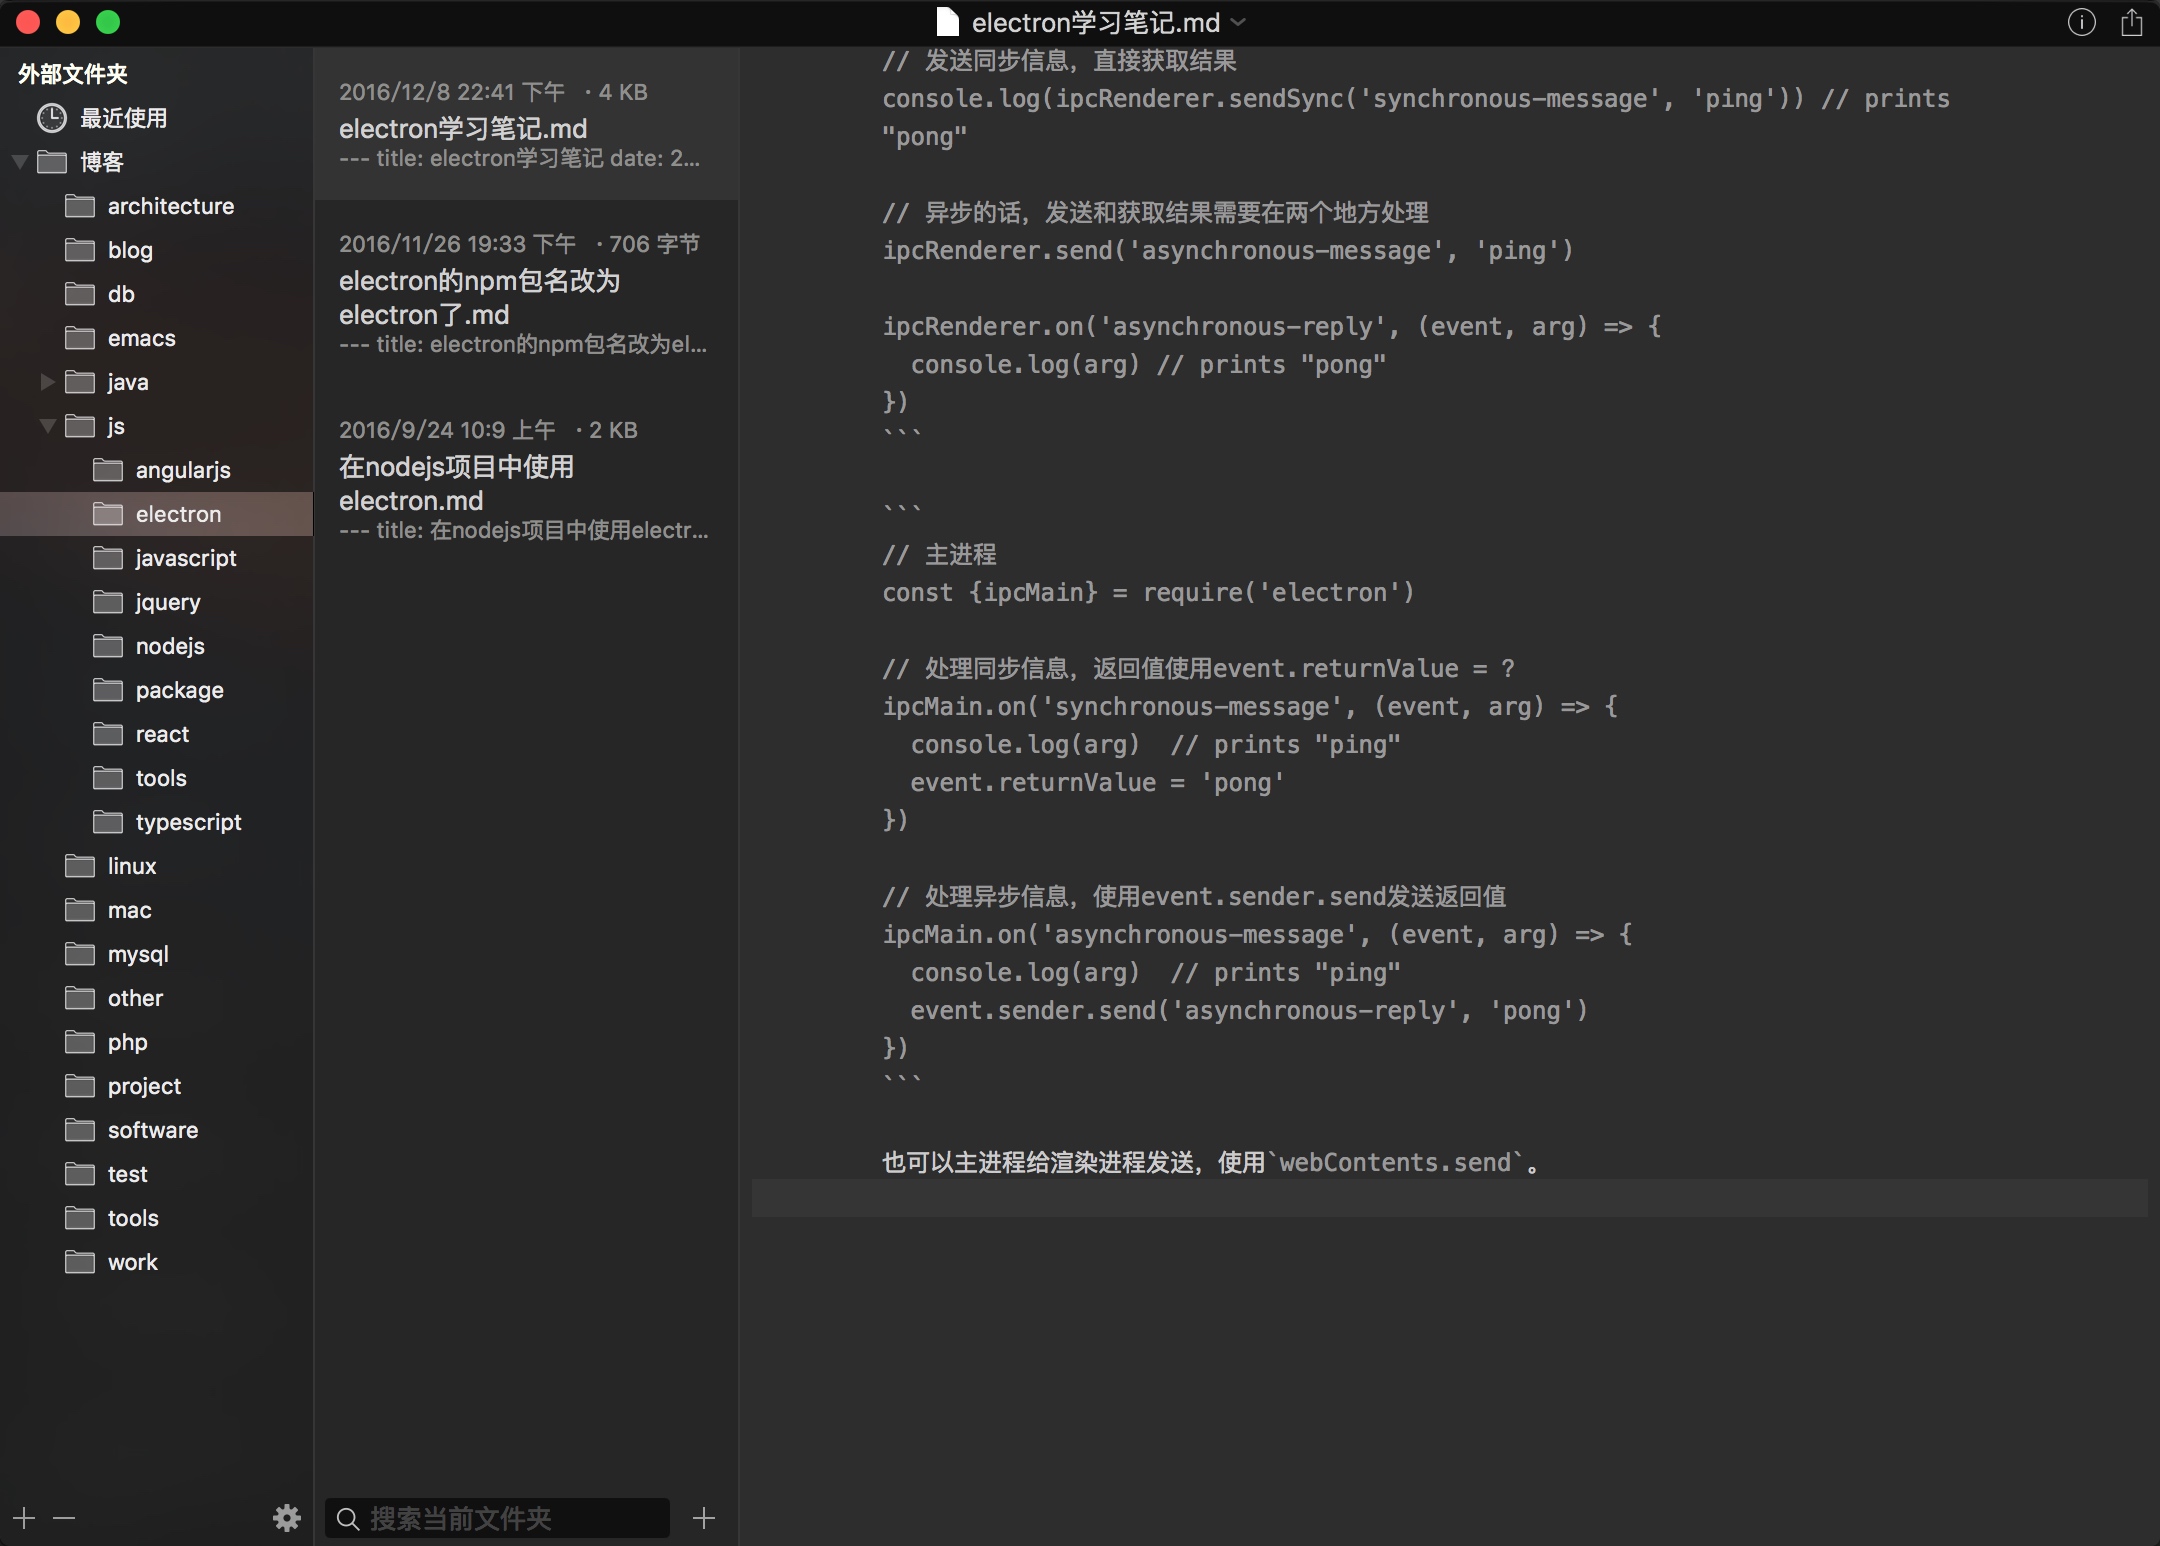 electron学习笔记.md
外部文件夹
最近使用
博客
architecture
blog
db
emacs
java
js
angularjs
electron
javascript
jquery
nodejs
package
react
tools
typescript
linux
mac
mysql
other
php
project
software
test
tools
work
2016/12/8 22:41 下午 · 4 KB
electron学习笔记.md
--- title: electron学习笔记 date: 2...
2016/11/26 19:33 下午 · 706 字节
electron的npm包名改为
electron了.md
--- title: electron的npm包名改为el...
2016/9/24 10:9 上午 · 2 KB
在nodejs项目中使用
electron.md
--- title: 在nodejs项目中使用electr...
搜索当前文件夹
// 发送同步信息，直接获取结果
console.log(ipcRenderer.sendSync('synchronous-message', 'ping')) // prints
"pong"
// 异步的话，发送和获取结果需要在两个地方处理
ipcRenderer.send('asynchronous-message', 'ping')
ipcRenderer.on('asynchronous-reply', (event, arg) => {
  console.log(arg) // prints "pong"
})
```
```
// 主进程
const {ipcMain} = require('electron')
// 处理同步信息，返回值使用event.returnValue = ?
ipcMain.on('synchronous-message', (event, arg) => {
  console.log(arg)  // prints "ping"
  event.returnValue = 'pong'
})
// 处理异步信息，使用event.sender.send发送返回值
ipcMain.on('asynchronous-message', (event, arg) => {
  console.log(arg)  // prints "ping"
  event.sender.send('asynchronous-reply', 'pong')
})
```
也可以主进程给渲染进程发送，使用`webContents.send`。